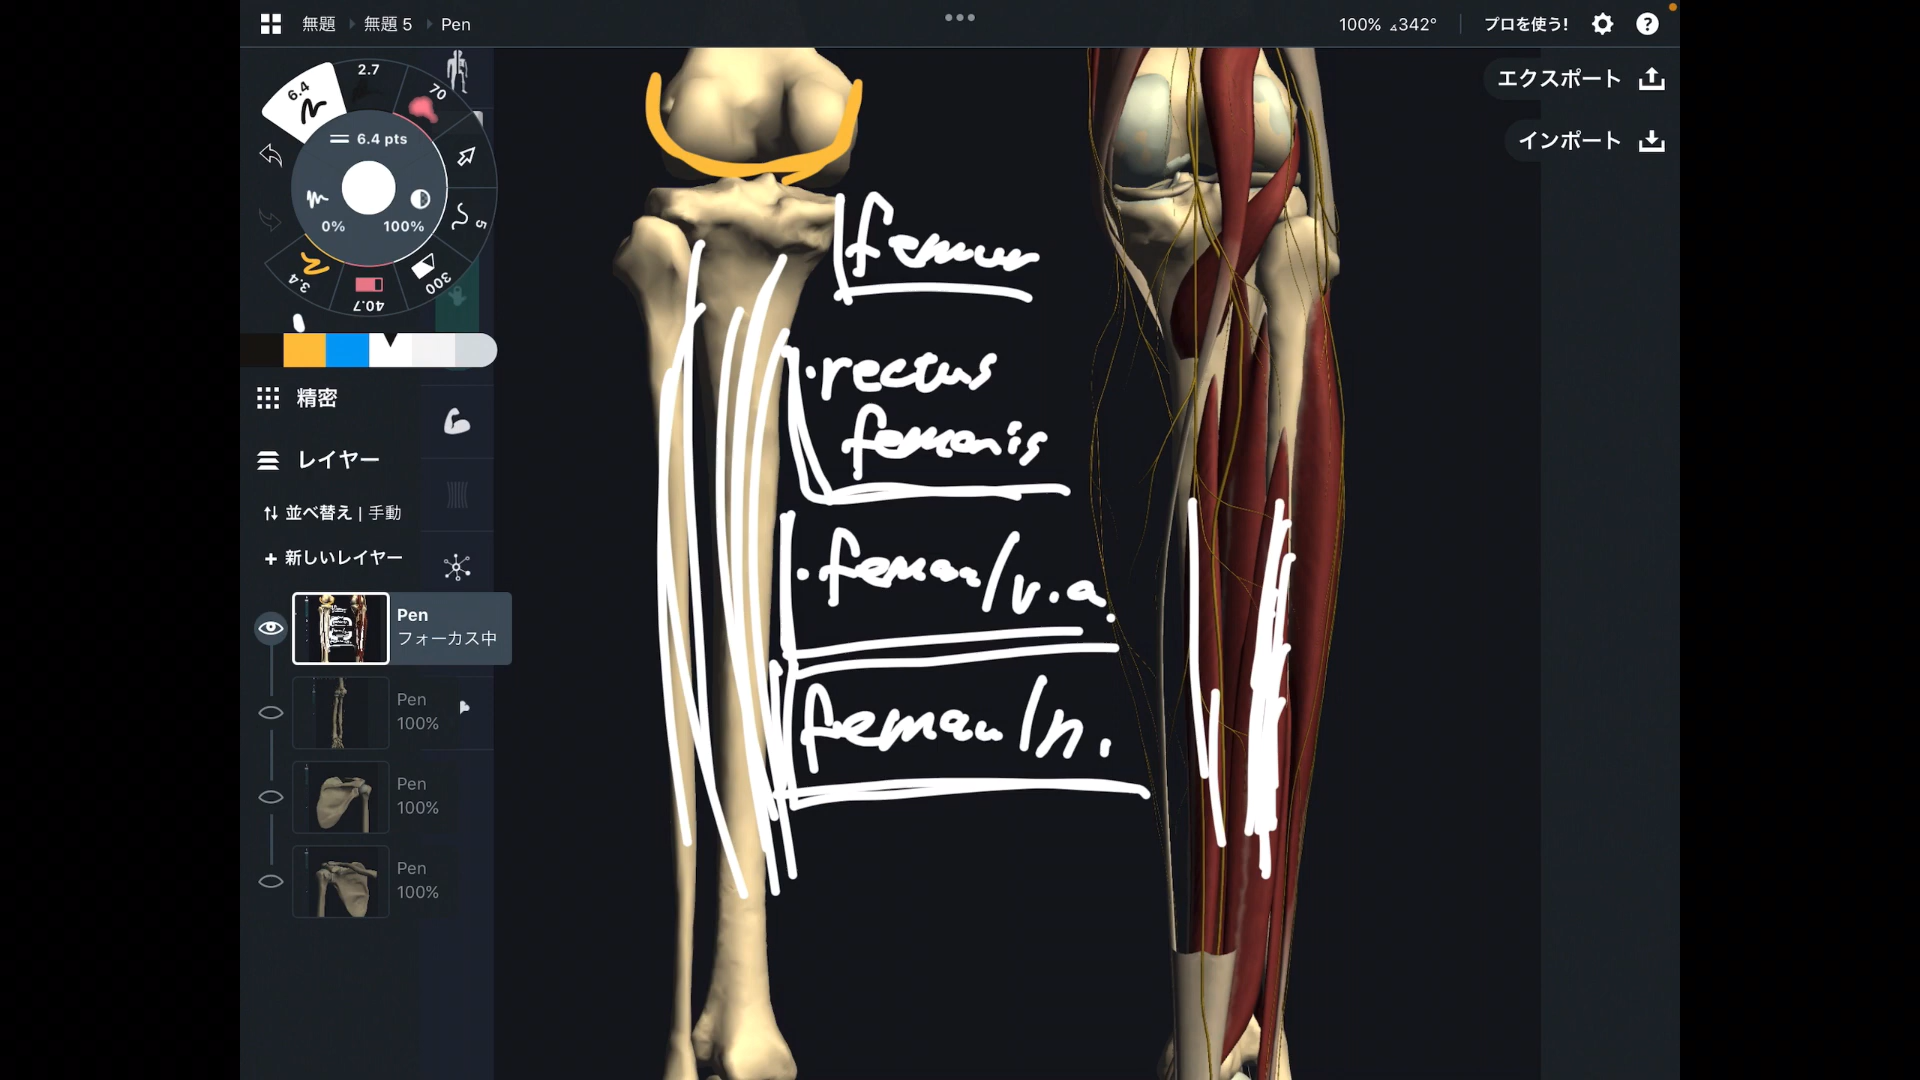 無題 無題 5 Pen
100% ⦟342°
プロを使う!
?
エクスポート
インポート
6.4
2.7
70
6.4 pts
0% 100%
5
3.4
40.7
300
精密
レイヤー
並べ替え | 手動
+ 新しいレイヤー
Pen
フォーカス中
Pen
100%
Pen
100%
Pen
100%
femur
・rectus
femoris
・femoral v.a.
femoral n.